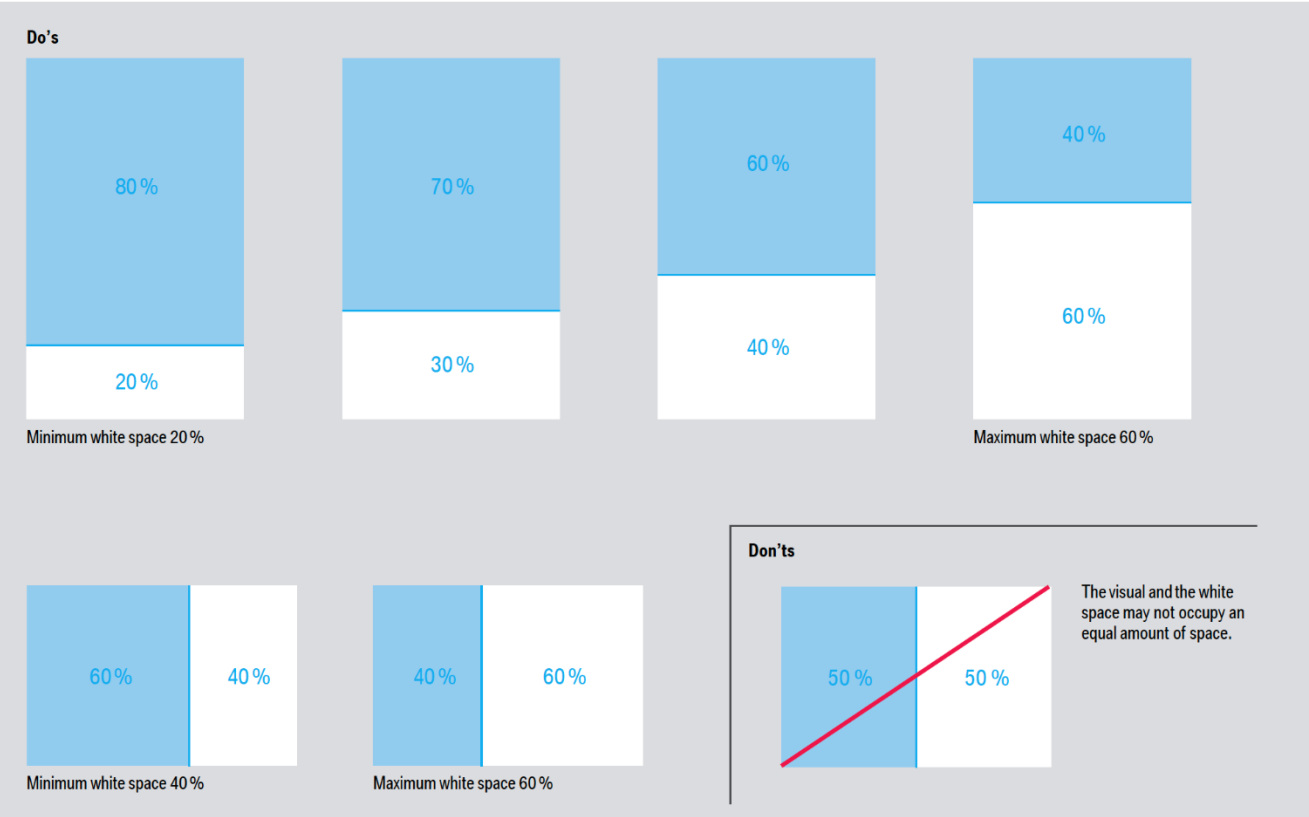 Do’s
80 %
70 %
60 %
40 %
20 %
30 %
40 %
60 %
Minimum white space 20 %
Maximum white space 60 %
60 %
40 %
40 %
60 %
Minimum white space 40 %
Maximum white space 60 %
Don’ts
50 %
50 %
The visual and the white
space may not occupy an
equal amount of space.